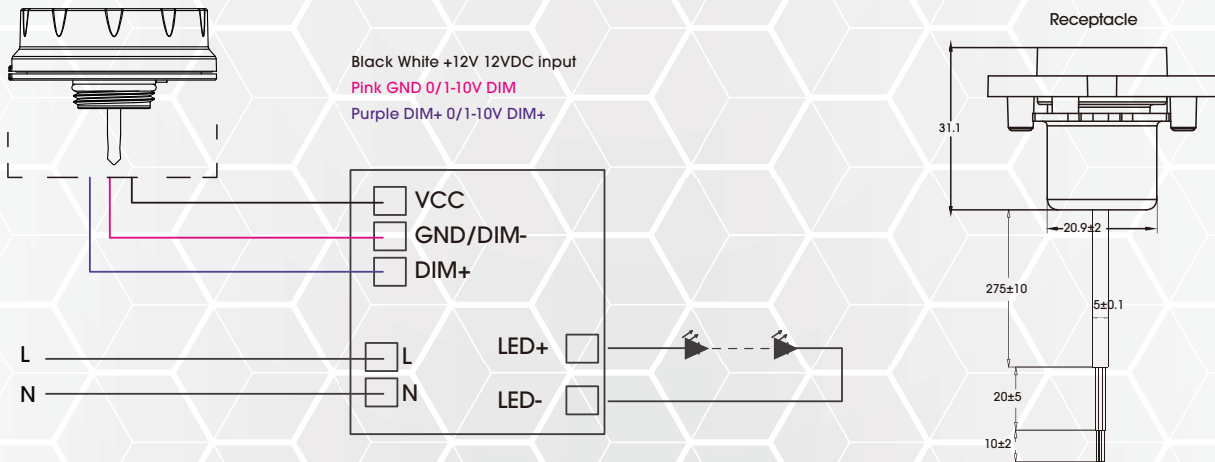 Black White +12V 12VDC input
Pink GND 0/1-10V DIM
Purple DIM+ 0/1-10V DIM+
VCC
GND/DIM-
DIM+
L
L
N
N
LED+
LED-
Receptacle
31.1
20.9±2
275±10
5±0.1
20±5
10±2